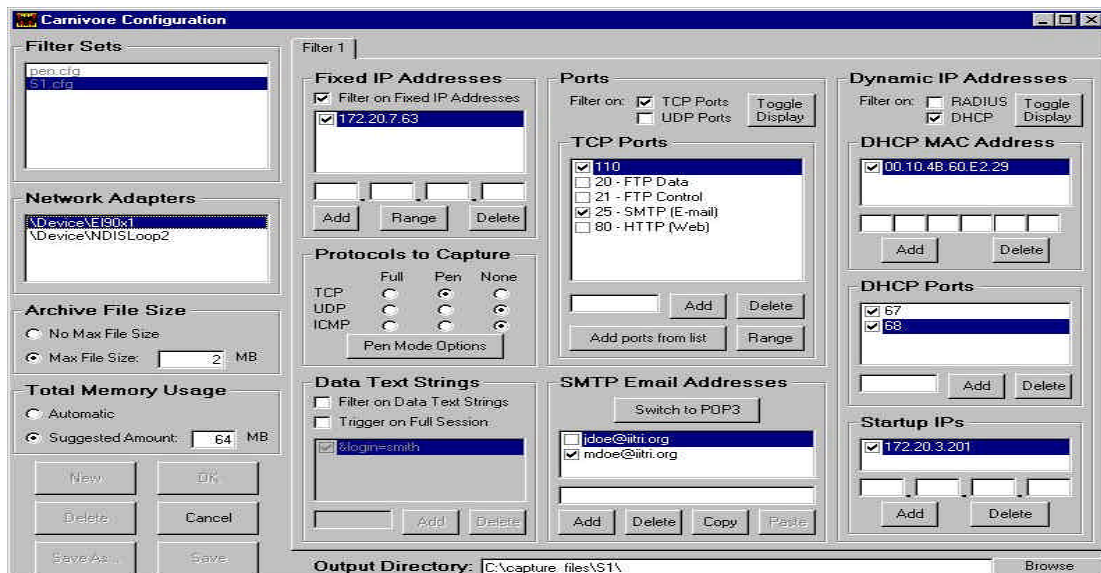 Carnivore Configuration
Filter Sets
pen.cfg
S1.cfg
Network Adapters
\Device\El90x1
\Device\NDISLoop2
Archive File Size
No Max File Size
Max File Size: 2 MB
Total Memory Usage
Automatic
Suggested Amount: 64 MB
New OK
Delete Cancel
Save As... Save
Filter 1
Fixed IP Addresses
Filter on Fixed IP Addresses
172.20.7.63
Add Range Delete
Protocols to Capture
Full Pen None
TCP
UDP
ICMP
Pen Mode Options
Data Text Strings
Filter on Data Text Strings
Trigger on Full Session
&login=smith
Add Delete
Ports
Filter on: TCP Ports
UDP Ports
Toggle
Display
TCP Ports
110
20 - FTP Data
21 - FTP Control
25 - SMTP (E-mail)
80 - HTTP (Web)
Add Delete
Add ports from list Range
SMTP Email Addresses
Switch to POP3
jdoe@iitri.org
mdoe@iitri.org
Add Delete Copy Paste
Dynamic IP Addresses
Filter on: RADIUS
DHCP
Toggle
Display
DHCP MAC Address
00.10.4B.60.E2.29
Add Delete
DHCP Ports
67
68
Add Delete
Startup IPs
172.20.3.201
Add Delete
Output Directory: C:\capture_files\S1\ Browse